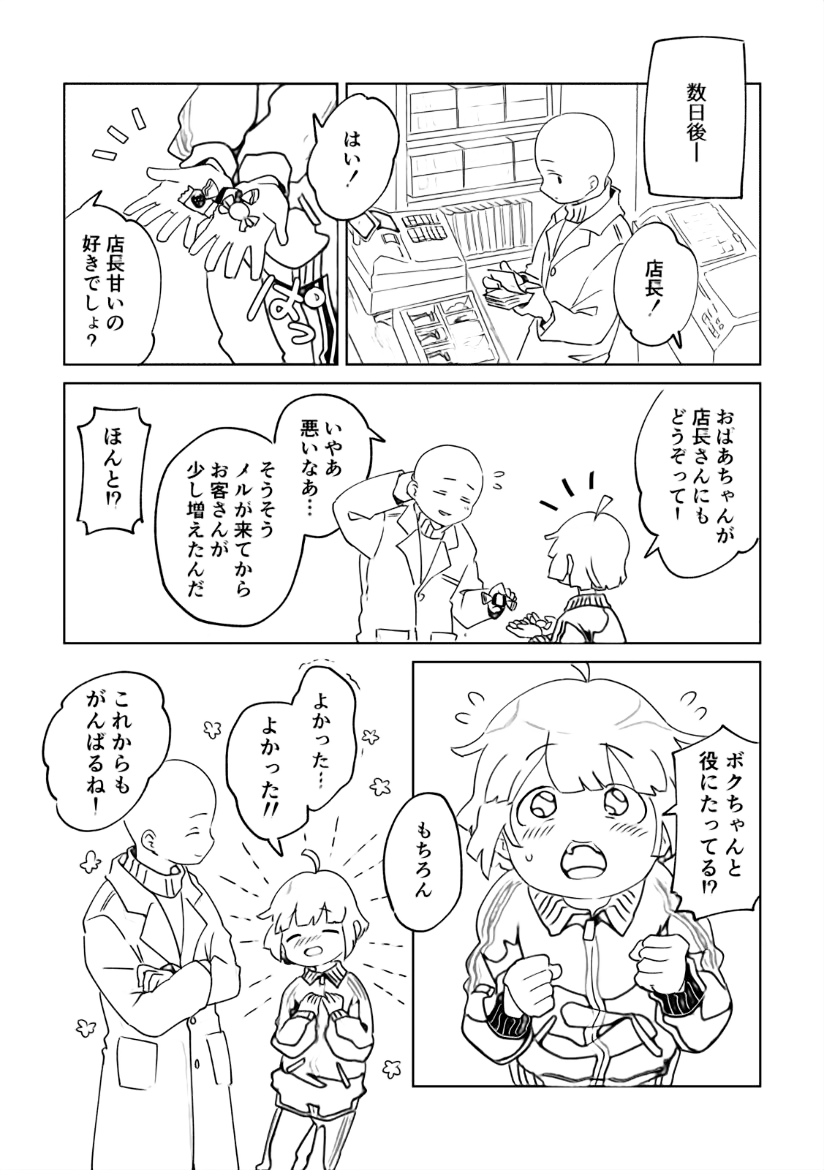 数日後ー
店長!
はい!
店長甘いの
好きでしょ?
ぱっ
おばあちゃんが
店長さんにも
どうぞって!
いやあ
悪いなあ…
そうそう
メルが来てから
お客さんが
少し増えたんだ
ほんと!?
ボクちゃんと
役にたってる!?
もちろん
よかった…
よかった!!
これからも
がんばるね!